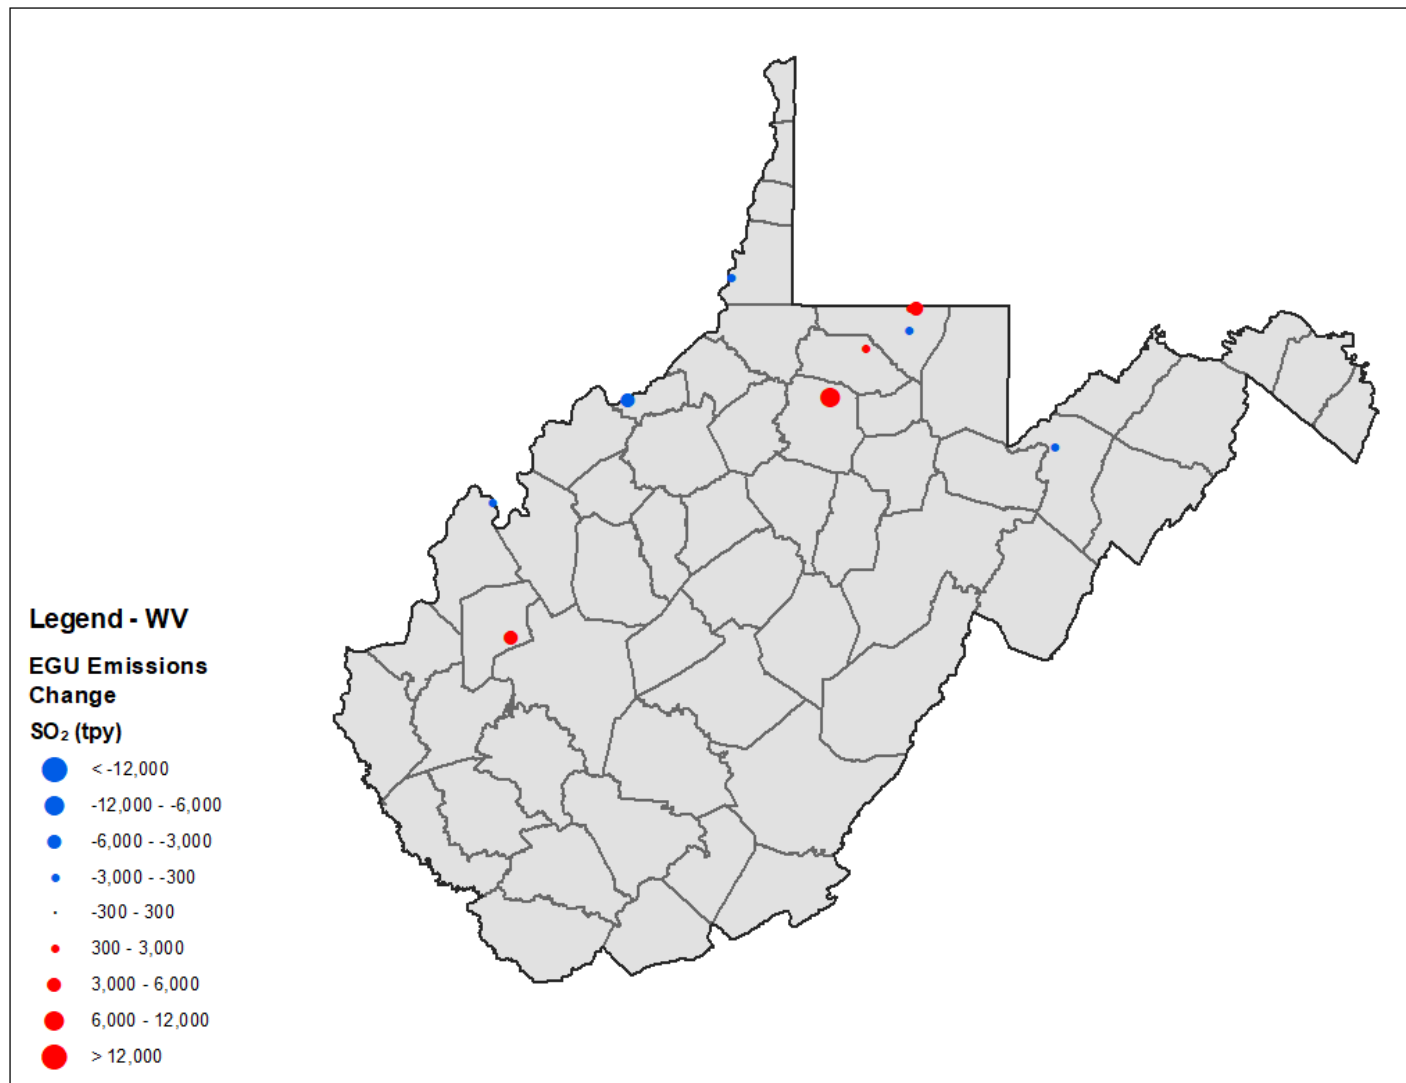 Legend - WV
EGU Emissions
Change
SO₂ (tpy)
< -12,000
-12,000 - -6,000
-6,000 - -3,000
-3,000 - -300
-300 - 300
300 - 3,000
3,000 - 6,000
6,000 - 12,000
> 12,000